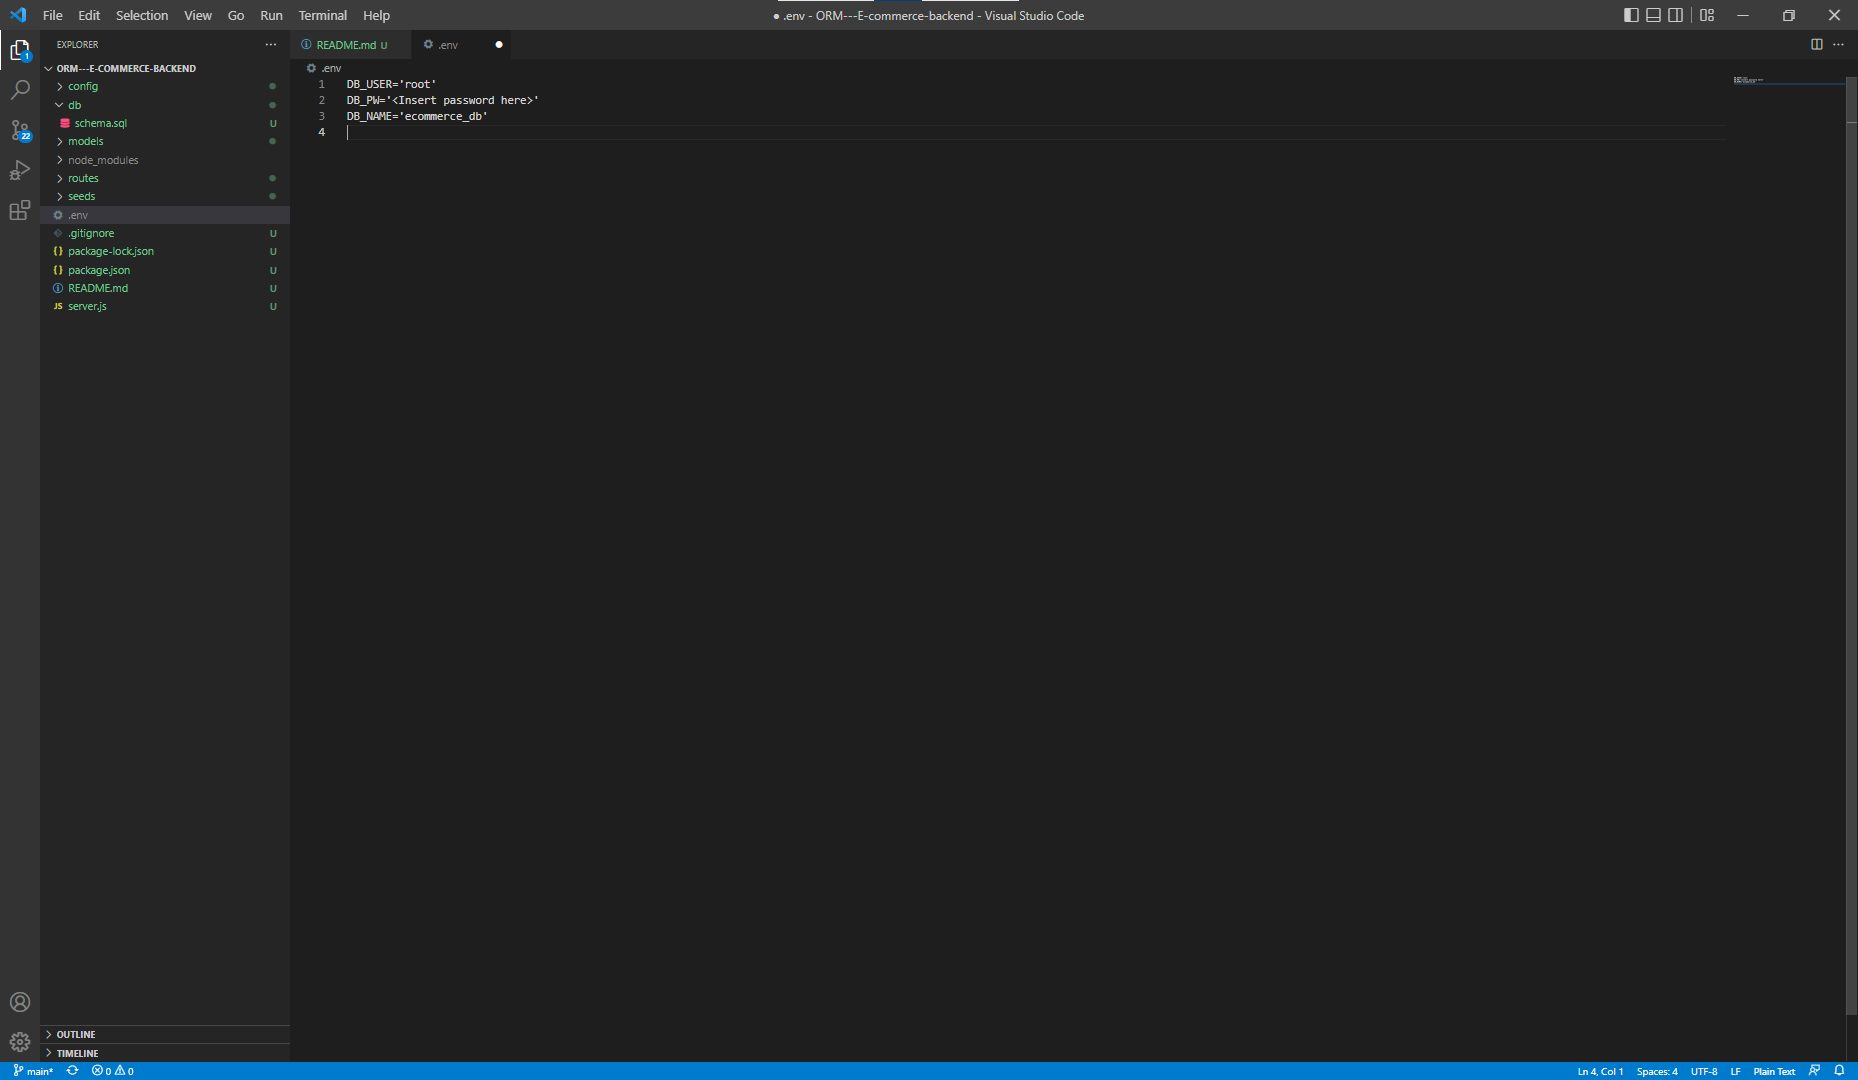 File Edit Selection View Go Run Terminal Help
● .env - ORM---E-commerce-backend - Visual Studio Code
EXPLORER
README.md U
.env
ORM---E-COMMERCE-BACKEND
.env
config
db
schema.sql U
models
node_modules
routes
seeds
.env
.gitignore U
package-lock.json U
package.json U
README.md U
JS server.js U
1 DB_USER='root'
2 DB_PW='<Insert password here>'
3 DB_NAME='ecommerce_db'
4
1
22
OUTLINE
TIMELINE
main* 0 0
Ln 4, Col 1 Spaces: 4 UTF-8 LF Plain Text